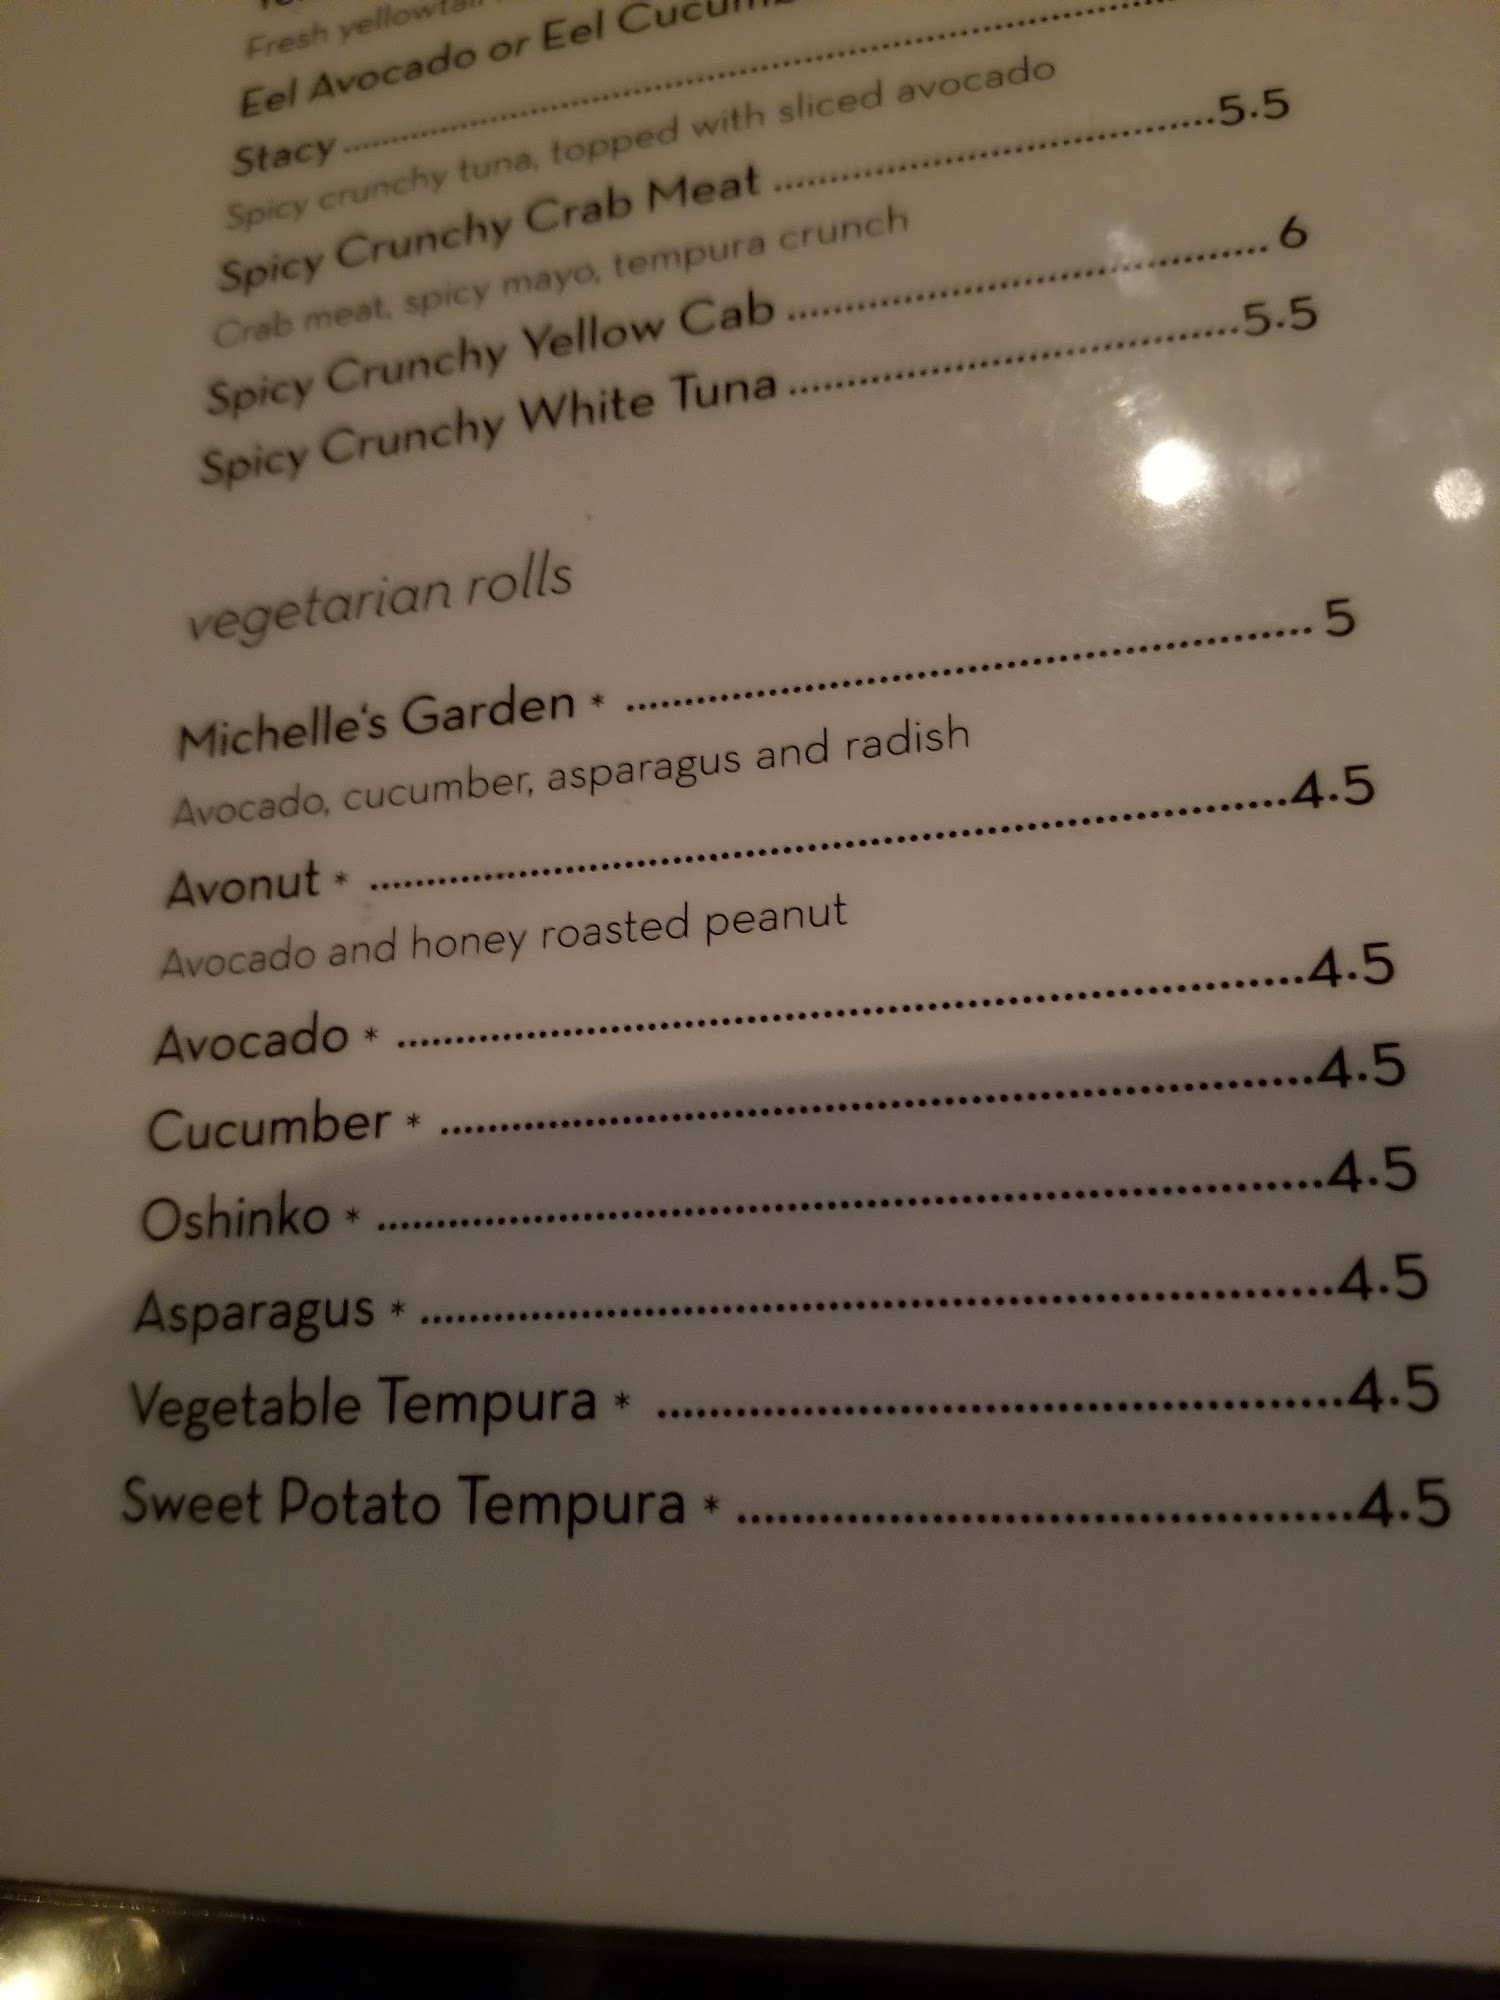 Fresh yellowtail
Eel Avocado or Eel
Stacy ................................................................
Spicy crunchy tuna, topped with sliced avocado
Spicy Crunchy Crab Meat ................................5.5
Crab meat, spicy mayo, tempura crunch
Spicy Crunchy Yellow Cab ................................ 6
Spicy Crunchy White Tuna ................................5.5
vegetarian rolls
Michelle's Garden * ................................ 5
Avocado, cucumber, asparagus and radish
Avonut * ................................4.5
Avocado and honey roasted peanut
Avocado * ................................4.5
Cucumber * ................................4.5
Oshinko * ................................4.5
Asparagus * ................................4.5
Vegetable Tempura * ................................4.5
Sweet Potato Tempura * ................................4.5